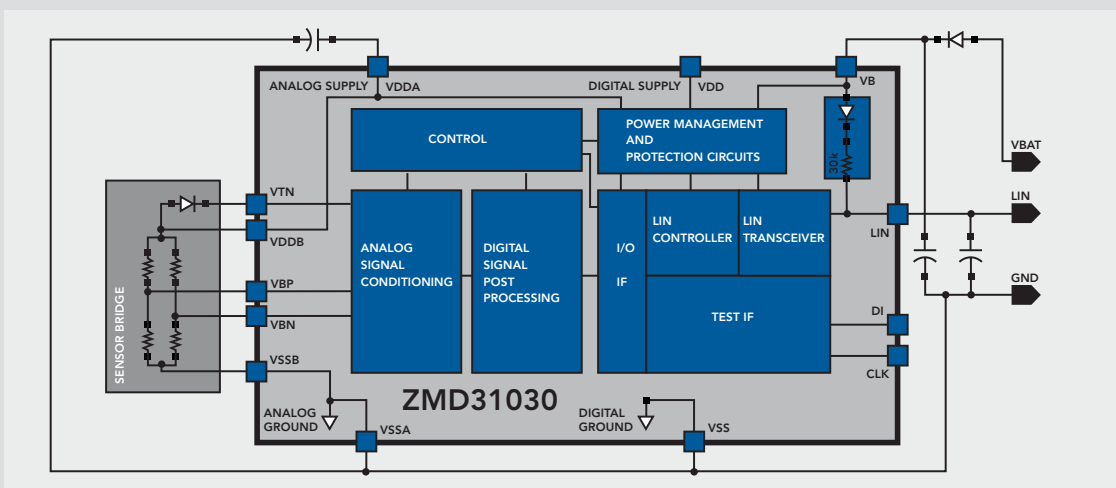 ANALOG SUPPLY
VDDA
DIGITAL SUPPLY
VDD
VB
CONTROL
POWER MANAGEMENT
AND
PROTECTION CIRCUITS
30k
VBAT
VTN
VDDB
LIN
LIN
ANALOG
SIGNAL
CONDITIONING
DIGITAL
SIGNAL
POST
PROCESSING
I/O
IF
LIN
CONTROLLER
LIN
TRANSCEIVER
SENSOR BRIDGE
VBP
VBN
GND
TEST IF
DI
VSSB
CLK
ZMD31030
ANALOG
GROUND
VSSA
DIGITAL
GROUND
VSS